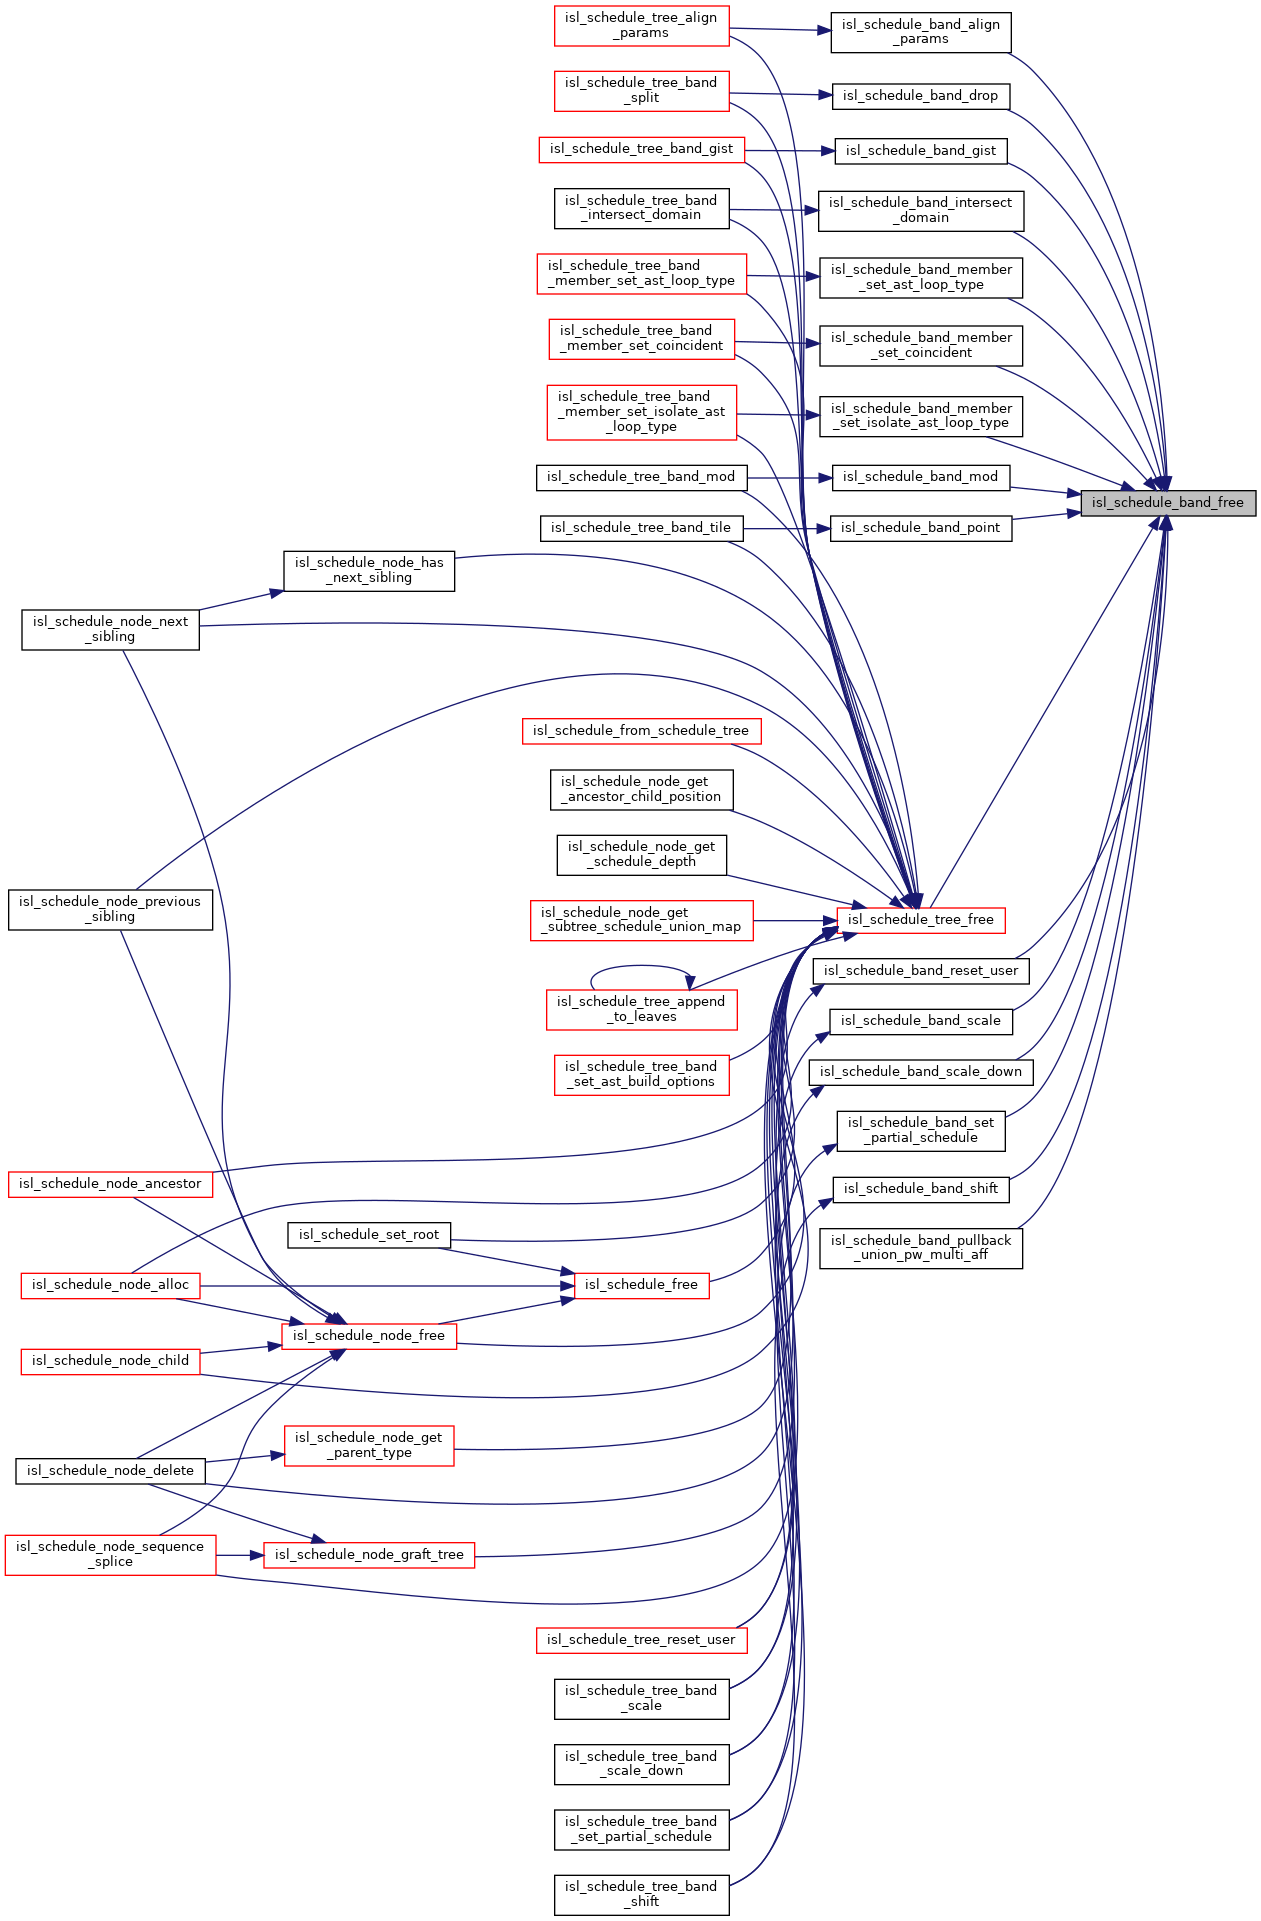 isl_schedule_tree_align
_params
isl_schedule_band_align
_params
isl_schedule_tree_band
_split
isl_schedule_band_drop
isl_schedule_tree_band_gist
isl_schedule_band_gist
isl_schedule_tree_band
_intersect_domain
isl_schedule_band_intersect
_domain
isl_schedule_tree_band
_member_set_ast_loop_type
isl_schedule_band_member
_set_ast_loop_type
isl_schedule_tree_band
_member_set_coincident
isl_schedule_band_member
_set_coincident
isl_schedule_tree_band
_member_set_isolate_ast
_loop_type
isl_schedule_band_member
_set_isolate_ast_loop_type
isl_schedule_tree_band_mod
isl_schedule_band_mod
isl_schedule_band_free
isl_schedule_tree_band_tile
isl_schedule_band_point
isl_schedule_node_has
_next_sibling
isl_schedule_node_next
_sibling
isl_schedule_from_schedule_tree
isl_schedule_node_get
_ancestor_child_position
isl_schedule_node_get
_schedule_depth
isl_schedule_node_previous
_sibling
isl_schedule_node_get
_subtree_schedule_union_map
isl_schedule_tree_free
isl_schedule_band_reset_user
isl_schedule_tree_append
_to_leaves
isl_schedule_band_scale
isl_schedule_tree_band
_set_ast_build_options
isl_schedule_band_scale_down
isl_schedule_band_set
_partial_schedule
isl_schedule_node_ancestor
isl_schedule_band_shift
isl_schedule_set_root
isl_schedule_band_pullback
_union_pw_multi_aff
isl_schedule_node_alloc
isl_schedule_free
isl_schedule_node_free
isl_schedule_node_child
isl_schedule_node_get
_parent_type
isl_schedule_node_delete
isl_schedule_node_sequence
_splice
isl_schedule_node_graft_tree
isl_schedule_tree_reset_user
isl_schedule_tree_band
_scale
isl_schedule_tree_band
_scale_down
isl_schedule_tree_band
_set_partial_schedule
isl_schedule_tree_band
_shift